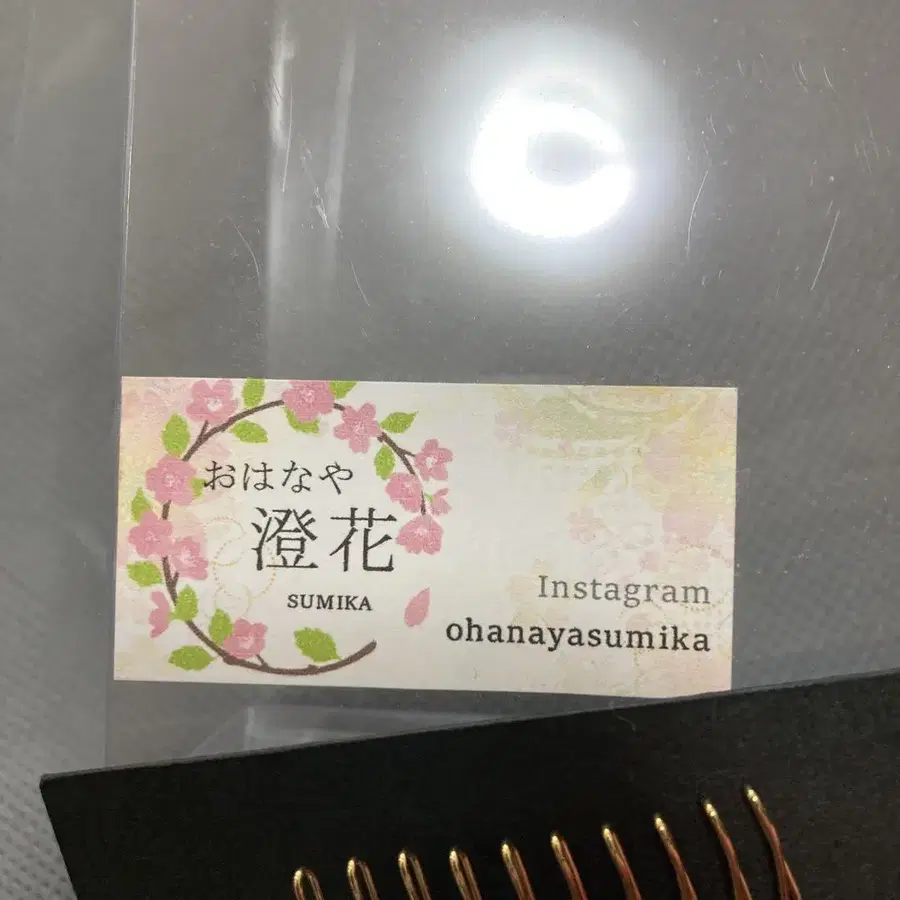 おはなや
澄花
SUMIKA
Instagram
ohanayasumika